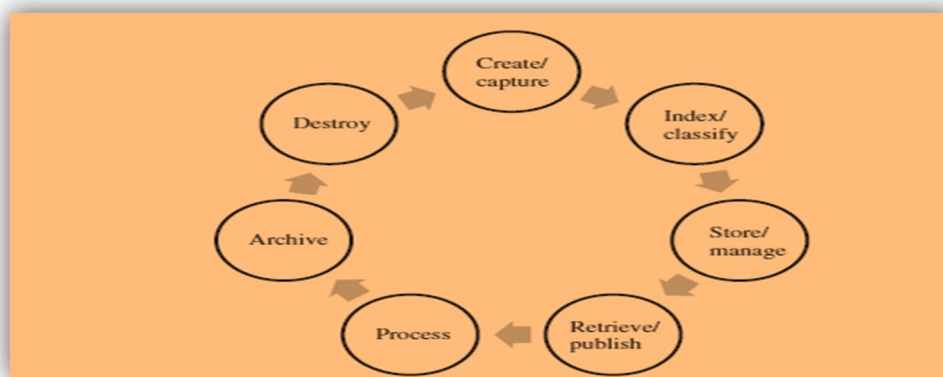 Create/
capture
Index/
classify
Store/
manage
Retrieve/
publish
Process
Archive
Destroy